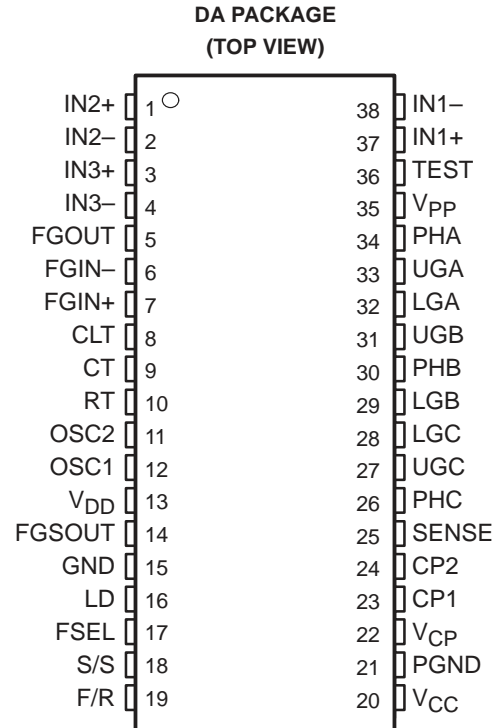 DA PACKAGE
(TOP VIEW)
IN2+ 1 38 IN1–
IN2– 2 37 IN1+
IN3+ 3 36 TEST
IN3– 4 35 VPP
FGOUT 5 34 PHA
FGIN– 6 33 UGA
FGIN+ 7 32 LGA
CLT 8 31 UGB
CT 9 30 PHB
RT 10 29 LGB
OSC2 11 28 LGC
OSC1 12 27 UGC
VDD 13 26 PHC
FGSOUT 14 25 SENSE
GND 15 24 CP2
LD 16 23 CP1
FSEL 17 22 VCP
S/S 18 21 PGND
F/R 19 20 VCC